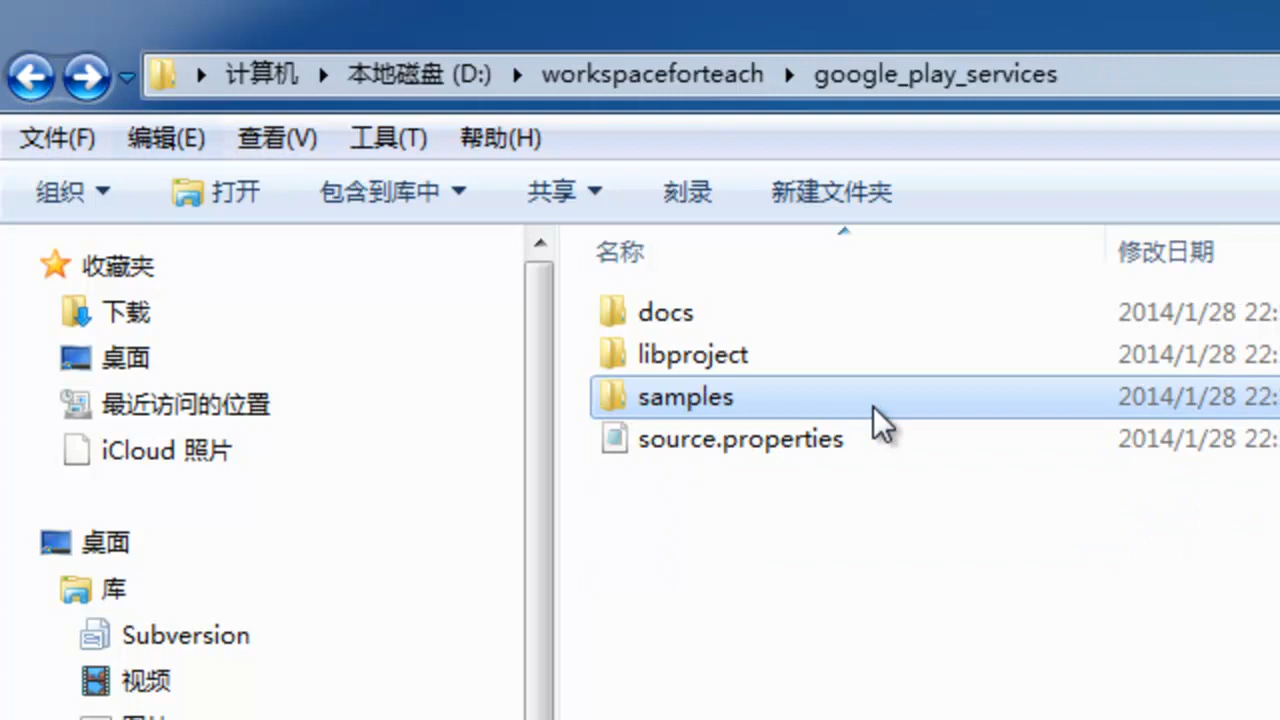 计算机 本地磁盘 (D:) workspaceforteach google_play_services
文件(F) 编辑(E) 查看(V) 工具(T) 帮助(H)
组织 打开 包含到库中 共享 刻录 新建文件夹
收藏夹
下载
桌面
最近访问的位置
iCloud 照片
桌面
库
Subversion
视频
名称 修改日期
docs 2014/1/28 22:
libproject 2014/1/28 22:
samples 2014/1/28 22:
source.properties 2014/1/28 22: